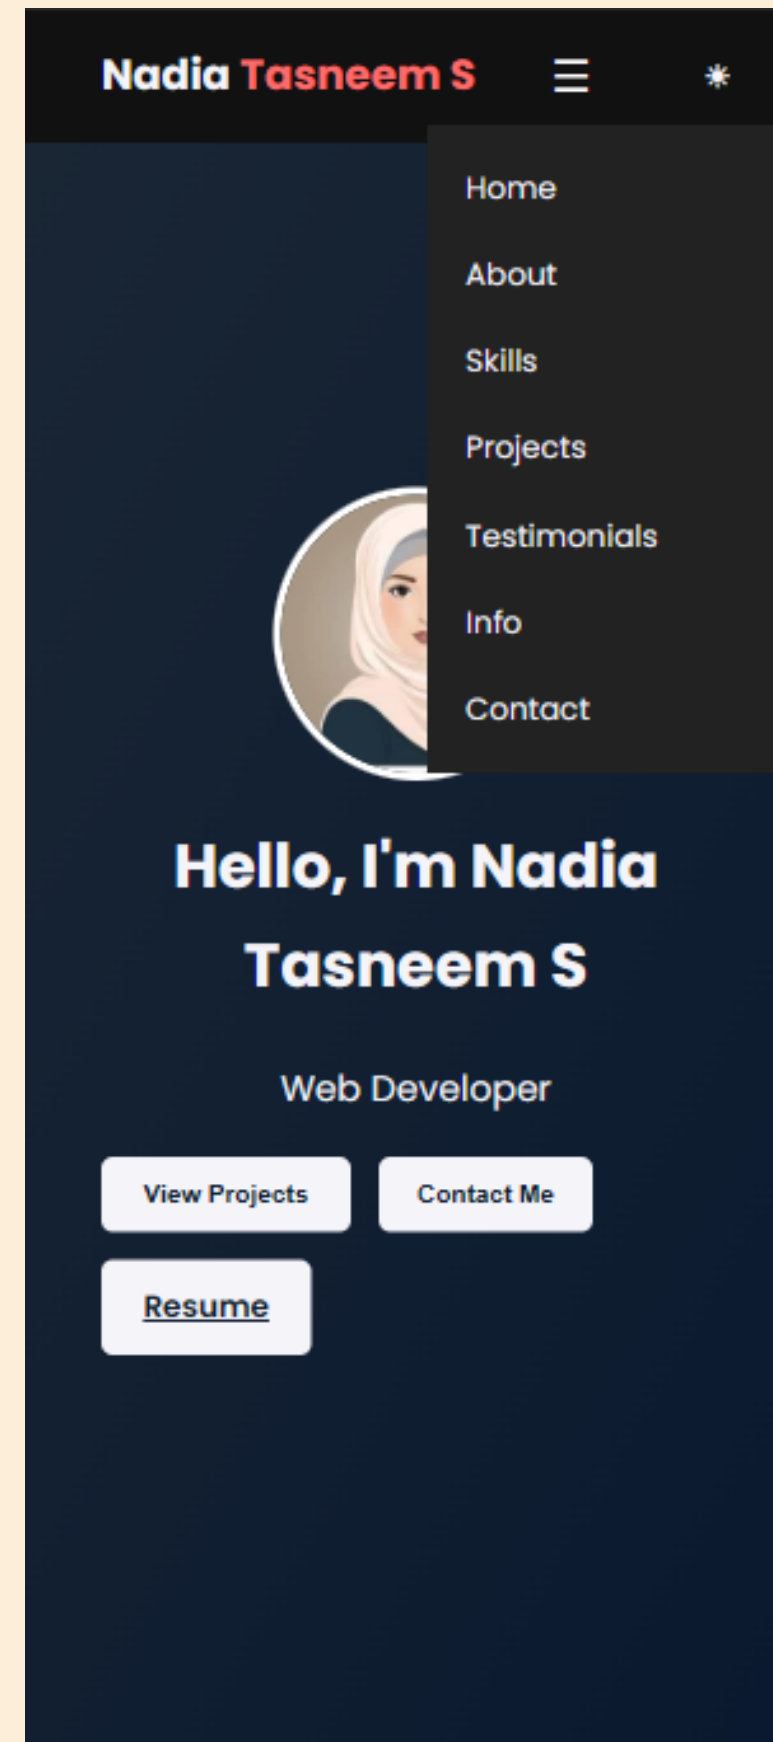 Nadia Tasneem S
Home
About
Skills
Projects
Testimonials
Info
Contact
Hello, I'm Nadia
Tasneem S
Web Developer
View Projects
Contact Me
Resume